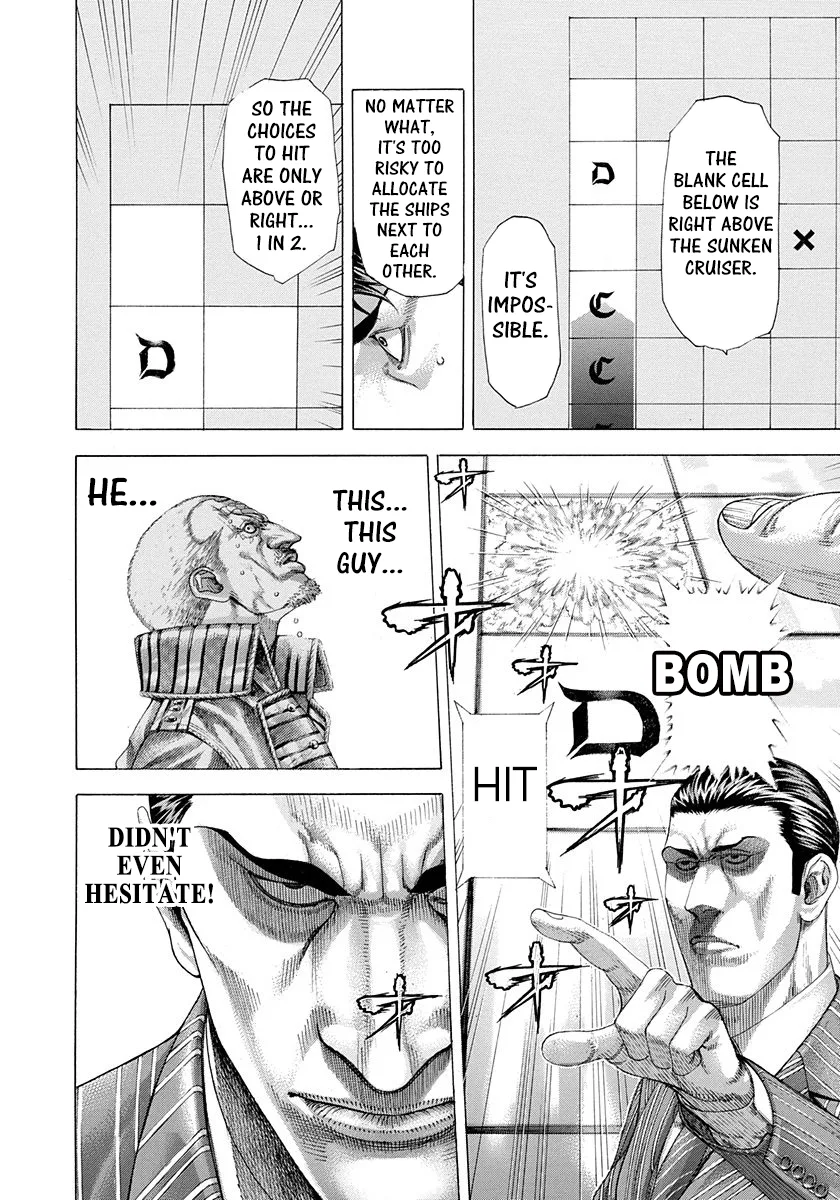 THE
BLANK CELL
BELOW IS
RIGHT ABOVE
THE SUNKEN
CRUISER.
D
C
C
IT'S
IMPOS-
SIBLE.
NO MATTER
WHAT,
IT'S TOO
RISKY TO
ALLOCATE
THE SHIPS
NEXT TO
EACH
OTHER.
SO THE
CHOICES
TO HIT
ARE ONLY
ABOVE OR
RIGHT...
1 IN 2.
D
BOMB
D
HIT
THIS...
THIS
GUY...
HE...
DIDN'T
EVEN
HESITATE!